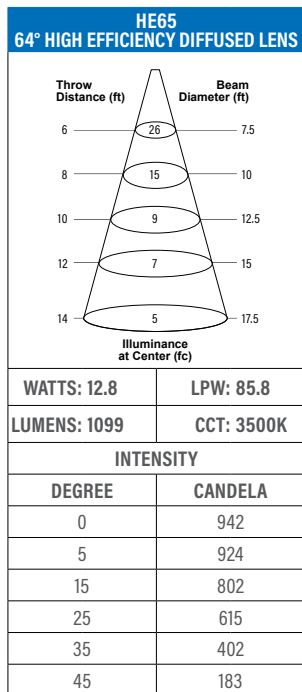 HE65
64° HIGH EFFICIENCY DIFFUSED LENS
Throw Distance (ft)
Beam Diameter (ft)
6 26 7.5
8 15 10
10 9 12.5
12 7 15
14 5 17.5
Illuminance
at Center (fc)
WATTS: 12.8 LPW: 85.8
LUMENS: 1099 CCT: 3500K
INTENSITY
DEGREE CANDELA
0 942
5 924
15 802
25 615
35 402
45 183